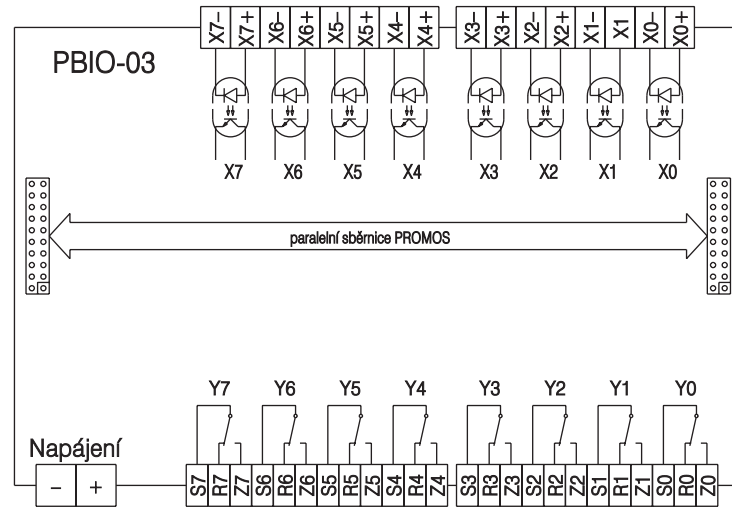 X7- X7+ X6- X6+ X5- X5+ X4- X4+ X3- X3+ X2- X2+ X1- X1 X0- X0+
PBIO-03
X7 X6 X5 X4 X3 X2 X1 X0
paralelní sběrnice PROMOS
Y7 Y6 Y5 Y4 Y3 Y2 Y1 Y0
Napájení
- +
S7 R7 Z7 S6 R6 Z6 S5 R5 Z5 S4 R4 Z4 S3 R3 Z3 S2 R2 Z2 S1 R1 Z1 S0 R0 Z0